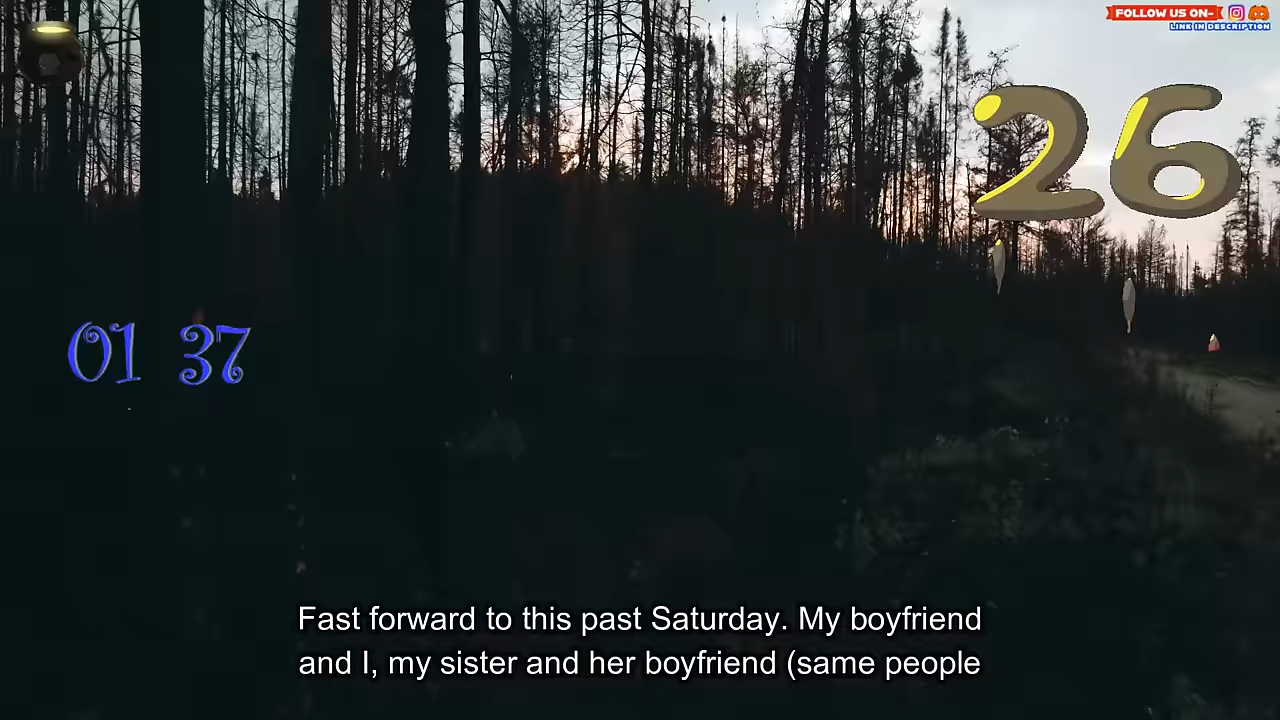 FOLLOW US ON-
LINK IN DESCRIPTION
26
01 37
Fast forward to this past Saturday. My boyfriend
and I, my sister and her boyfriend (same people